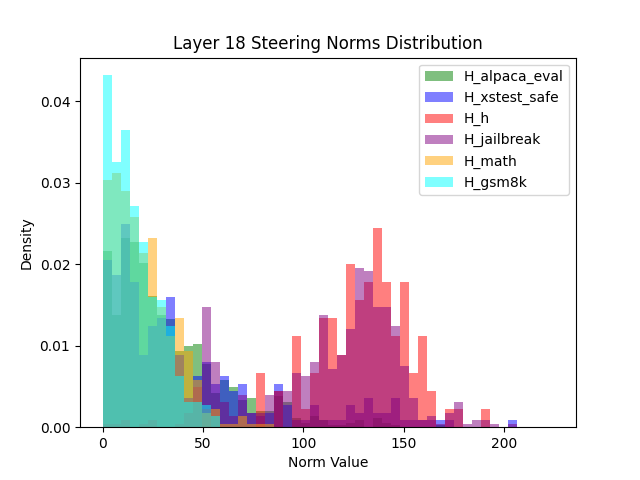 Layer 18 Steering Norms Distribution
H_alpaca_eval
H_xstest_safe
H_h
H_jailbreak
H_math
H_gsm8k
0.04
0.03
0.02
0.01
0.00
Density
0
50
100
150
200
Norm Value